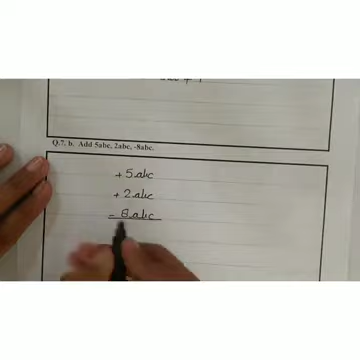 Q.7. b. Add 5abc, 2abc, -8abc.
+ 5abc
+ 2abc
- 8abc